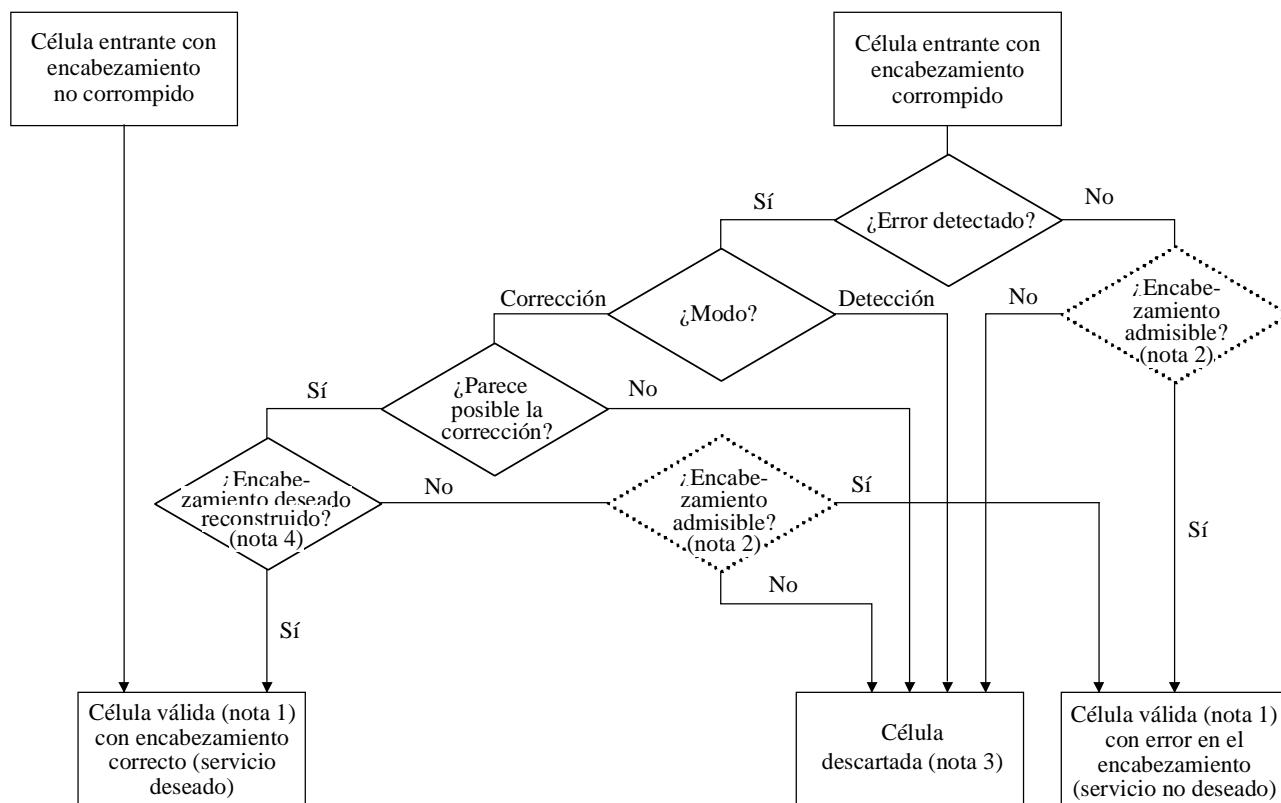 Célula entrante con
encabezamiento
no corrompido
Célula entrante con
encabezamiento
corrompido
Sí
¿Error detectado?
No
Corrección
¿Modo?
Detección
No
¿Encabe-
zamiento
admisible?
(nota 2)
Sí
¿Parece
posible la
corrección?
No
¿Encabe-
zamiento deseado
reconstruido?
(nota 4)
No
¿Encabe-
zamiento
admisible?
(nota 2)
Sí
Sí
No
Sí
Célula válida (nota 1)
con encabezamiento
correcto (servicio
deseado)
Célula
descartada (nota 3)
Célula válida (nota 1)
con error en el
encabezamiento
(servicio no deseado)